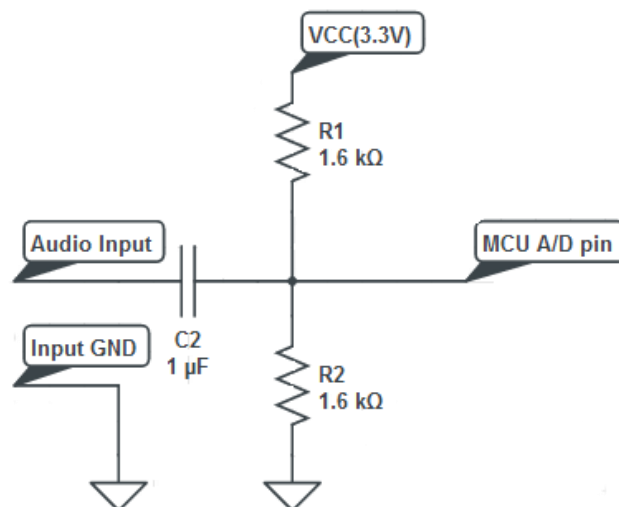 VCC(3.3V)
R1
1.6 kΩ
Audio Input
MCU A/D pin
Input GND
C2
1 µF
R2
1.6 kΩ